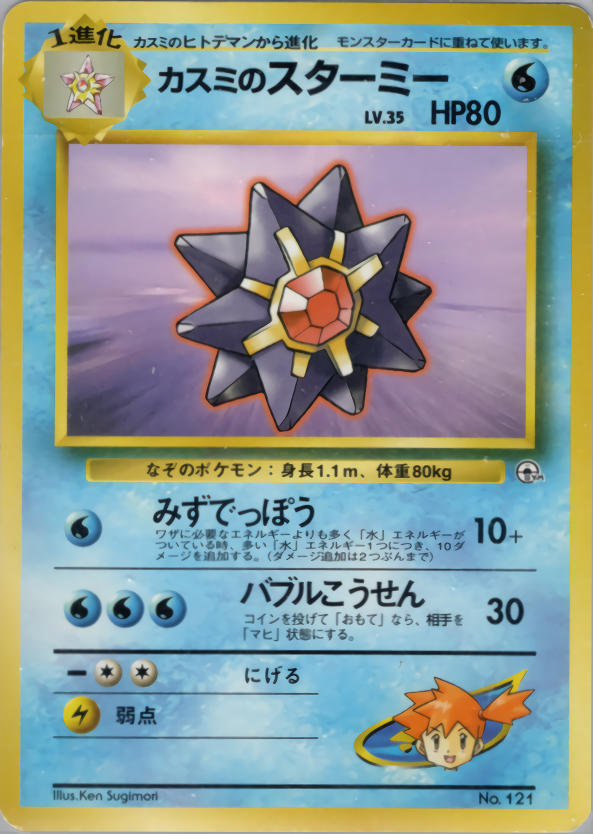 1進化
カスミのヒトデマンから進化 モンスターカードに重ねて使います。
カスミのスターミー
LV.35 HP80
なぞのポケモン：身長1.1m、体重80kg
みずでっぽう
ワザに必要なエネルギーよりも多く「水」エネルギーが
ついている時、多い「水」エネルギー1つにつき、10ダ
メージを追加する。（ダメージ追加は2つぶんまで）
10+
バブルこうせん
コインを投げて「おもて」なら、相手を
「マヒ」状態にする。
30
にげる
弱点
Illus.Ken Sugimori No. 121